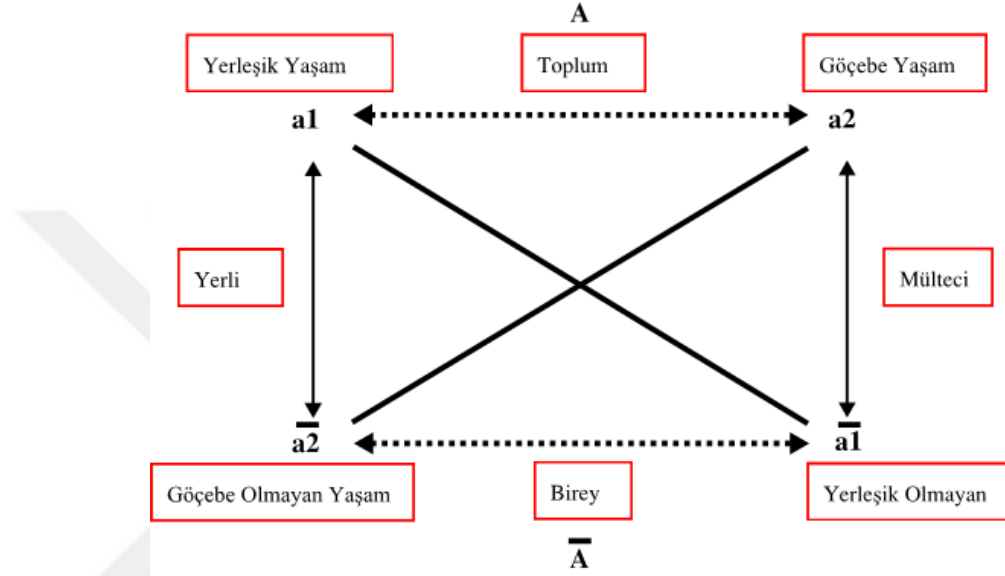 A
Yerleşik Yaşam Toplum Göçebe Yaşam
a1 a2
Yerli Mülteci
a2̅ a1̅
Göçebe Olmayan Yaşam Birey Yerleşik Olmayan
A̅